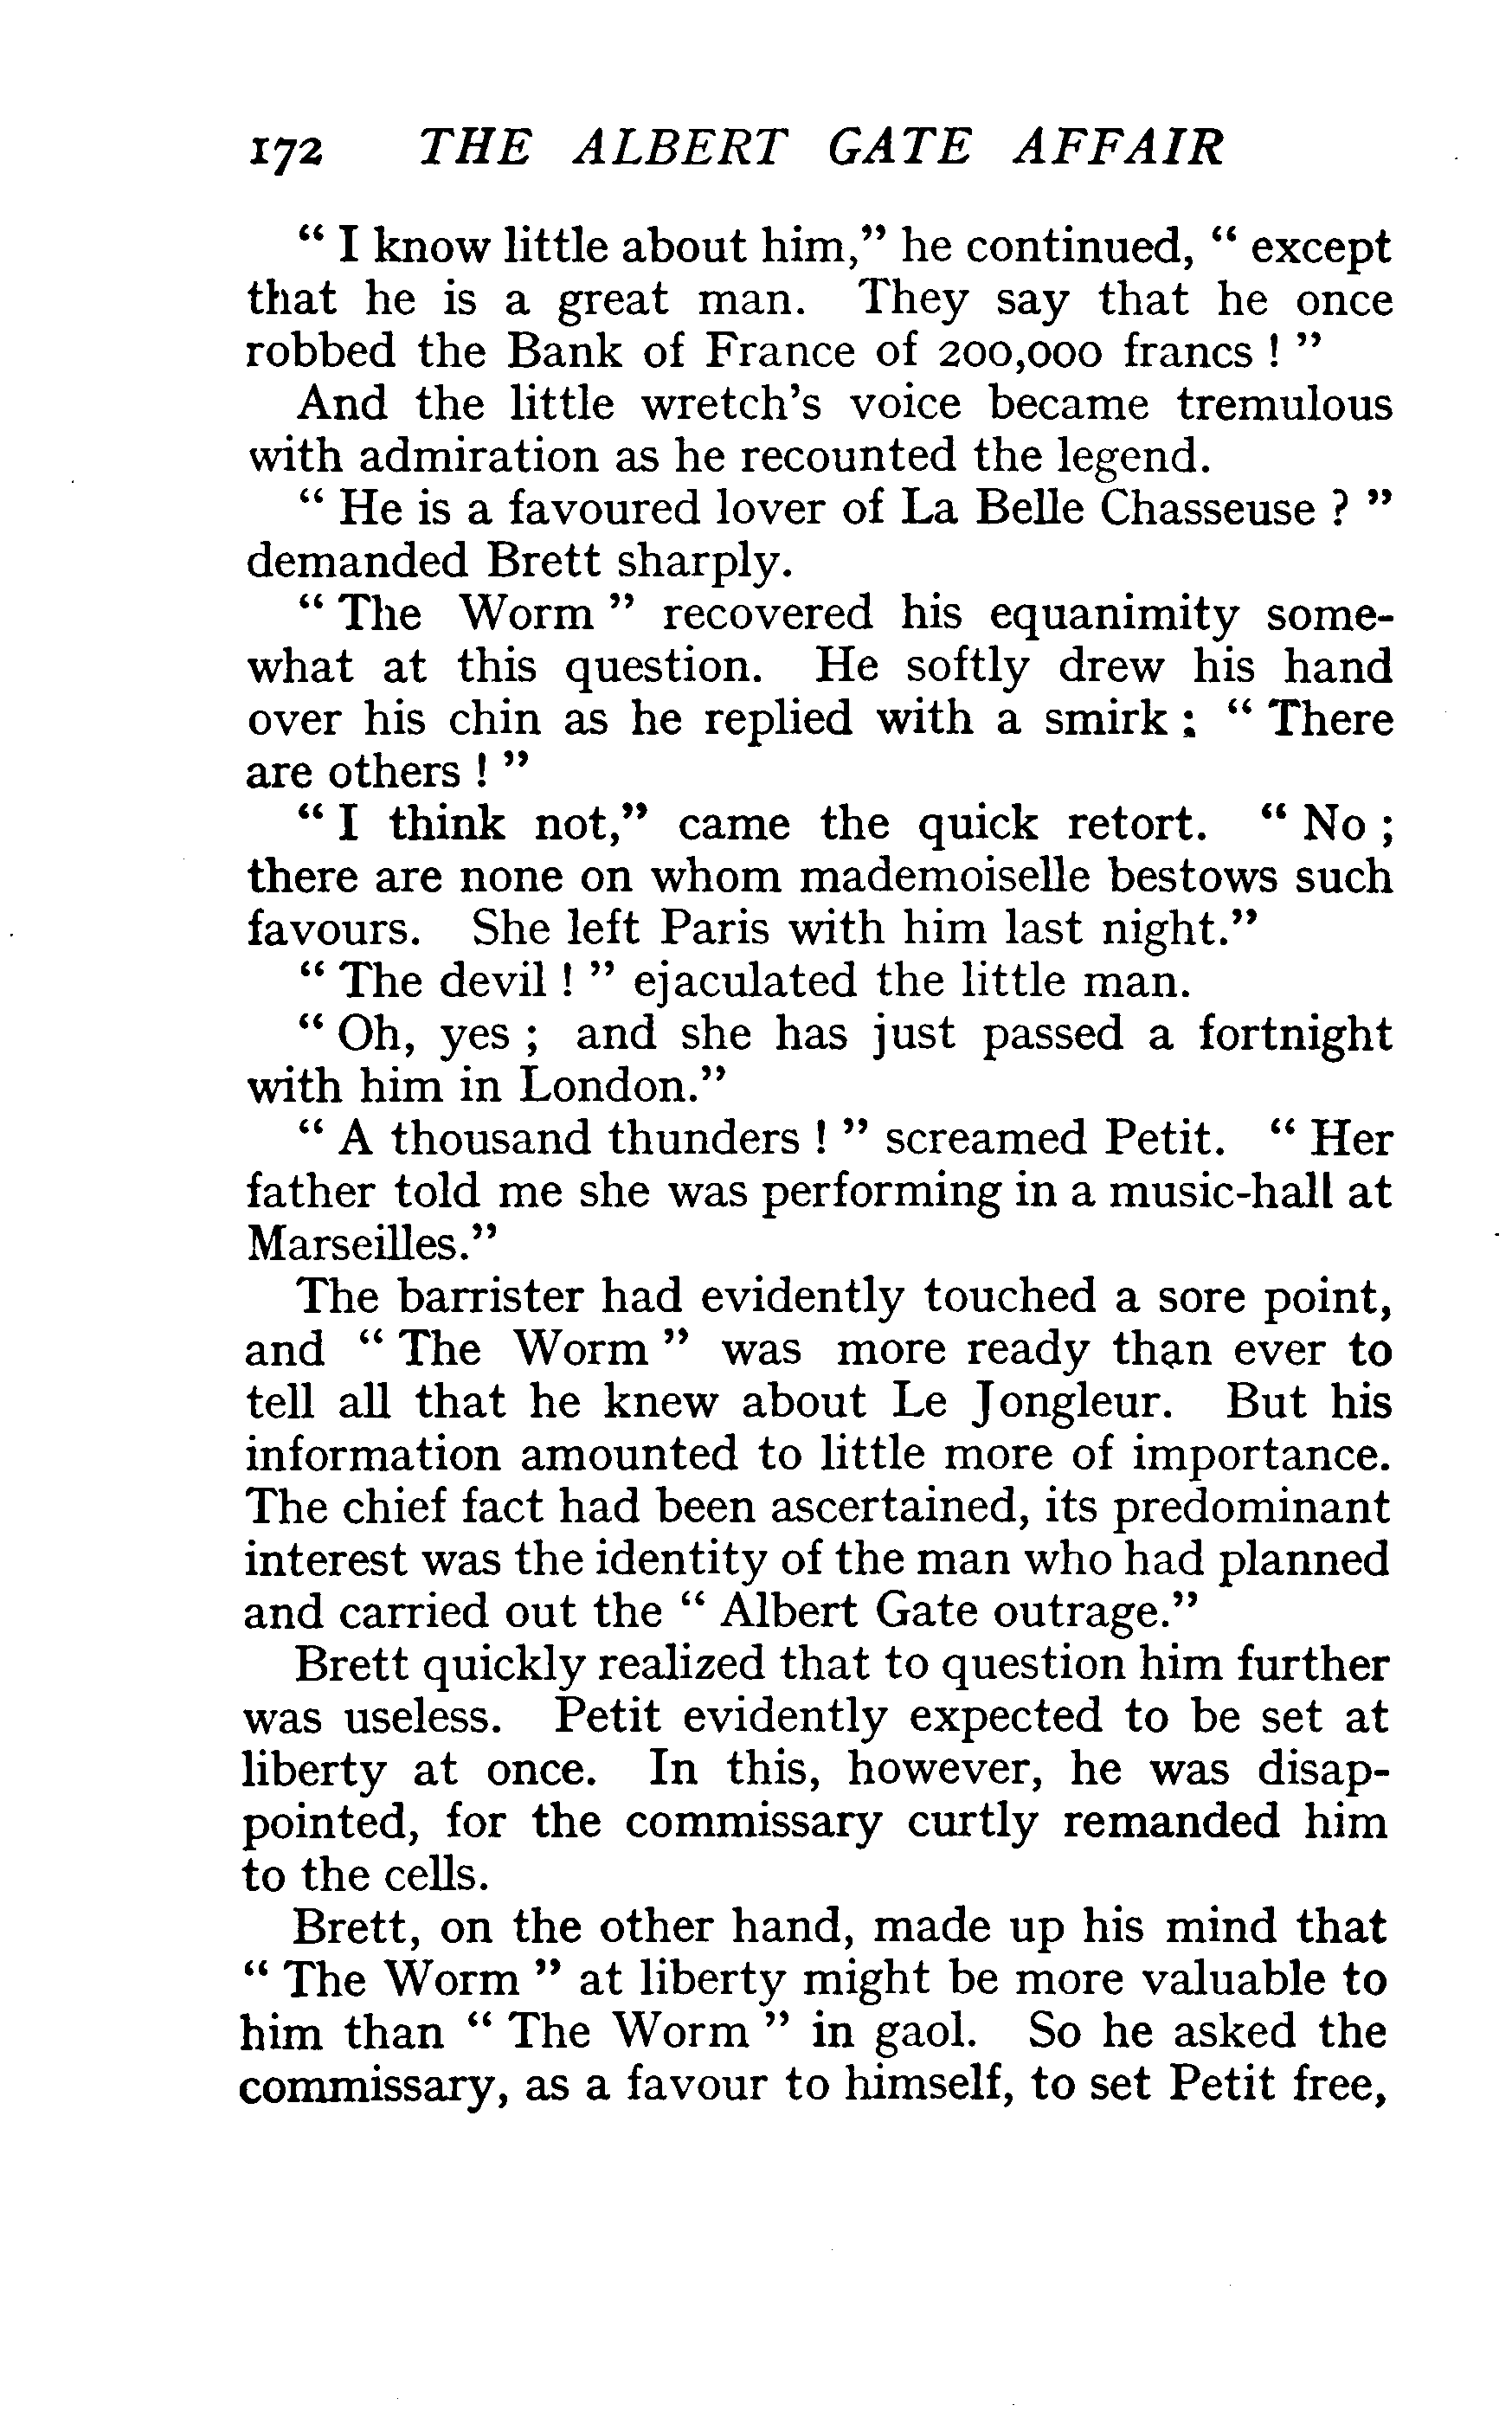 172 THE ALBERT GATE AFFAIR
" I know little about him," he continued, " except
that he is a great man. They say that he once
robbed the Bank of France of 200,000 francs ! "
And the little wretch's voice became tremulous
with admiration as he recounted the legend.
" He is a favoured lover of La Belle Chasseuse ? "
demanded Brett sharply.
" The Worm " recovered his equanimity some-
what at this question. He softly drew his hand
over his chin as he replied with a smirk : " There
are others ! "
" I think not," came the quick retort. " No ;
there are none on whom mademoiselle bestows such
favours. She left Paris with him last night."
" The devil ! " ejaculated the little man.
" Oh, yes ; and she has just passed a fortnight
with him in London."
" A thousand thunders ! " screamed Petit. " Her
father told me she was performing in a music-hall at
Marseilles."
The barrister had evidently touched a sore point,
and " The Worm " was more ready than ever to
tell all that he knew about Le Jongleur. But his
information amounted to little more of importance.
The chief fact had been ascertained, its predominant
interest was the identity of the man who had planned
and carried out the " Albert Gate outrage."
Brett quickly realized that to question him further
was useless. Petit evidently expected to be set at
liberty at once. In this, however, he was disap-
pointed, for the commissary curtly remanded him
to the cells.
Brett, on the other hand, made up his mind that
" The Worm " at liberty might be more valuable to
him than " The Worm " in gaol. So he asked the
commissary, as a favour to himself, to set Petit free,